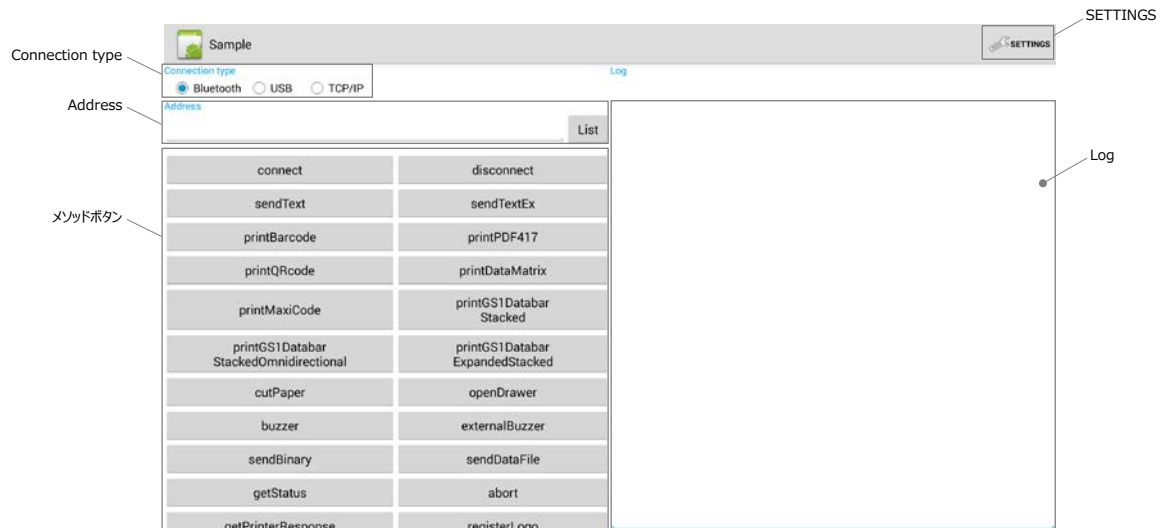 SETTINGS
Sample
SETTINGS
Connection type
Connection type
Log
Bluetooth USB TCP/IP
Address
Address
List
Log
メソッドボタン
connect disconnect
sendText sendTextEx
printBarcode printPDF417
printQRcode printDataMatrix
printMaxiCode
printGS1Databar
Stacked
printGS1Databar
StackedOmnidirectional
printGS1Databar
ExpandedStacked
cutPaper openDrawer
buzzer externalBuzzer
sendBinary sendDataFile
getStatus abort
getPrinterResponse registerLogo